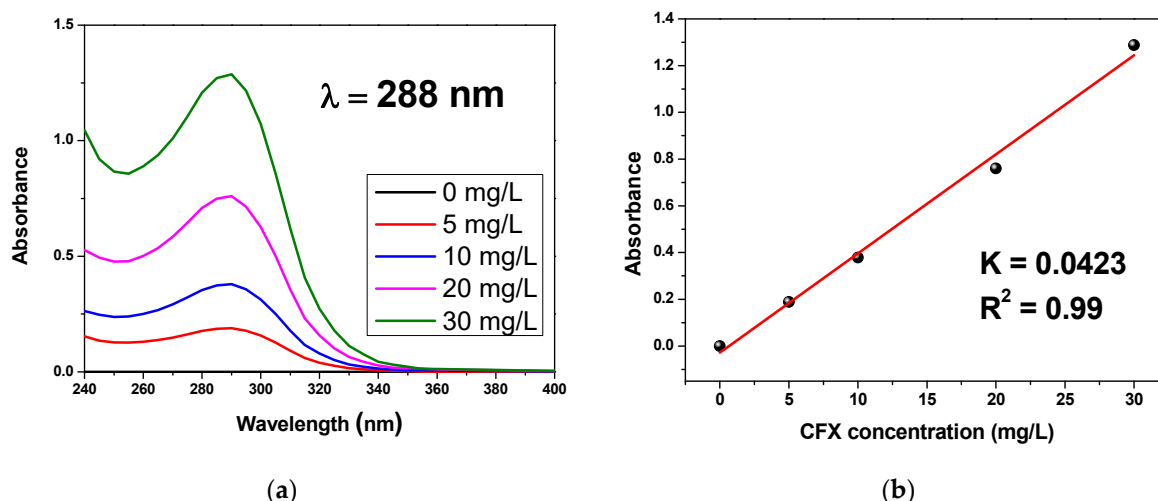 1.5
1.0
0.5
0.0
Absorbance
240 260 280 300 320 340 360 380 400
Wavelength (nm)
λ = 288 nm
0 mg/L
5 mg/L
10 mg/L
20 mg/L
30 mg/L
(a)
1.4
1.2
1.0
0.8
0.6
0.4
0.2
0.0
Absorbance
0 5 10 15 20 25 30
CFX concentration (mg/L)
K = 0.0423
R² = 0.99
(b)